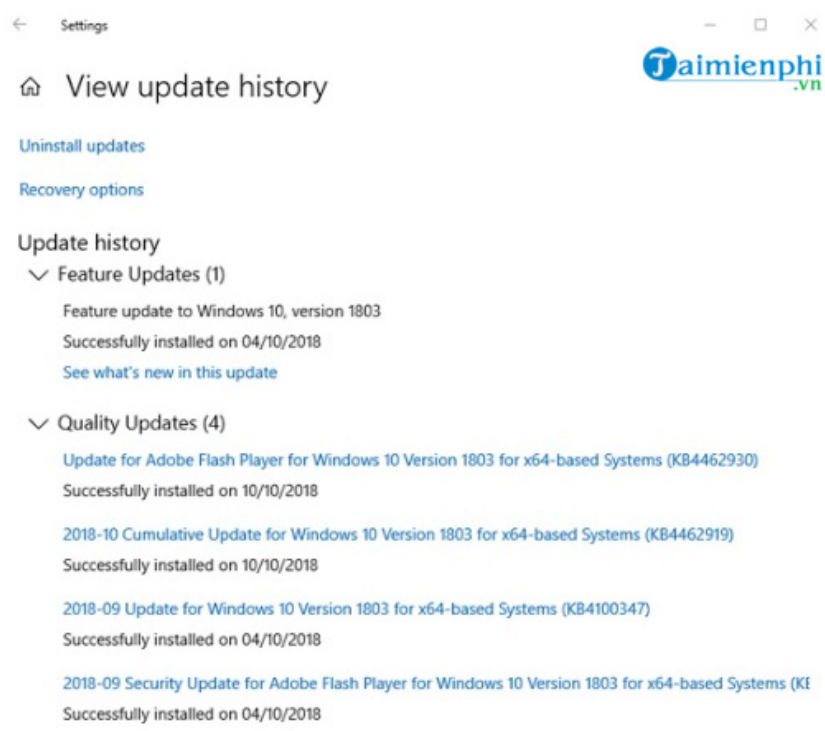 Settings
Taimienphi
.vn
View update history
Uninstall updates
Recovery options
Update history
Feature Updates (1)
Feature update to Windows 10, version 1803
Successfully installed on 04/10/2018
See what's new in this update
Quality Updates (4)
Update for Adobe Flash Player for Windows 10 Version 1803 for x64-based Systems (KB4462930)
Successfully installed on 10/10/2018
2018-10 Cumulative Update for Windows 10 Version 1803 for x64-based Systems (KB4462919)
Successfully installed on 10/10/2018
2018-09 Update for Windows 10 Version 1803 for x64-based Systems (KB4100347)
Successfully installed on 04/10/2018
2018-09 Security Update for Adobe Flash Player for Windows 10 Version 1803 for x64-based Systems (KB
Successfully installed on 04/10/2018